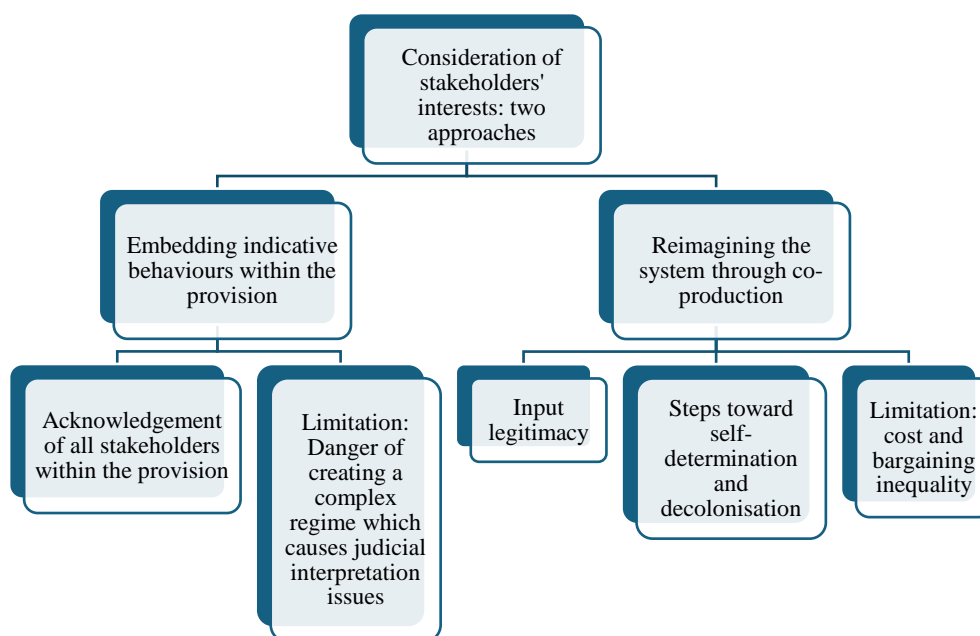 Consideration of
stakeholders'
interests: two
approaches
Embedding indicative
behaviours within the
provision
Reimagining the
system through co-
production
Acknowledgement
of all stakeholders
within the provision
Limitation:
Danger of
creating a
complex
regime which
causes judicial
interpretation
issues
Input
legitimacy
Steps toward
self-
determination
and
decolonisation
Limitation:
cost and
bargaining
inequality